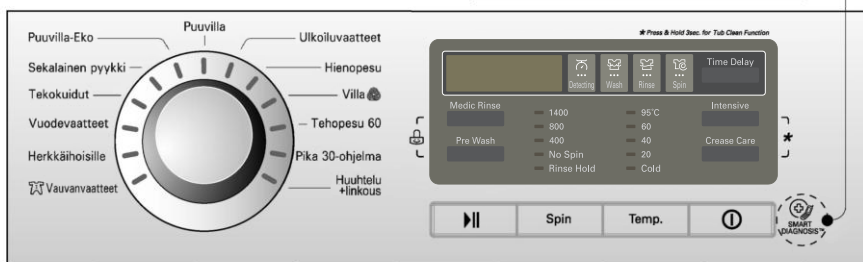 Puuvilla
Puuvilla-Eko
Sekalainen pyykki
Tekokuidut
Vuodevaatteet
Herkkäihoisille
Vauvanvaatteet
Ulkoiluvaatteet
Hienopesu
Villa
Tehopesu 60
Pika 30-ohjelma
Huuhtelu
+linkous
* Press & Hold 3sec. for Tub Clean Function
Detecting
Wash
Rinse
Spin
Time Delay
Medic Rinse
Pre Wash
1400
800
400
No Spin
Rinse Hold
95°C
60
40
20
Cold
Intensive
Crease Care
*
Spin
Temp.
SMART
DIAGNOSIS™